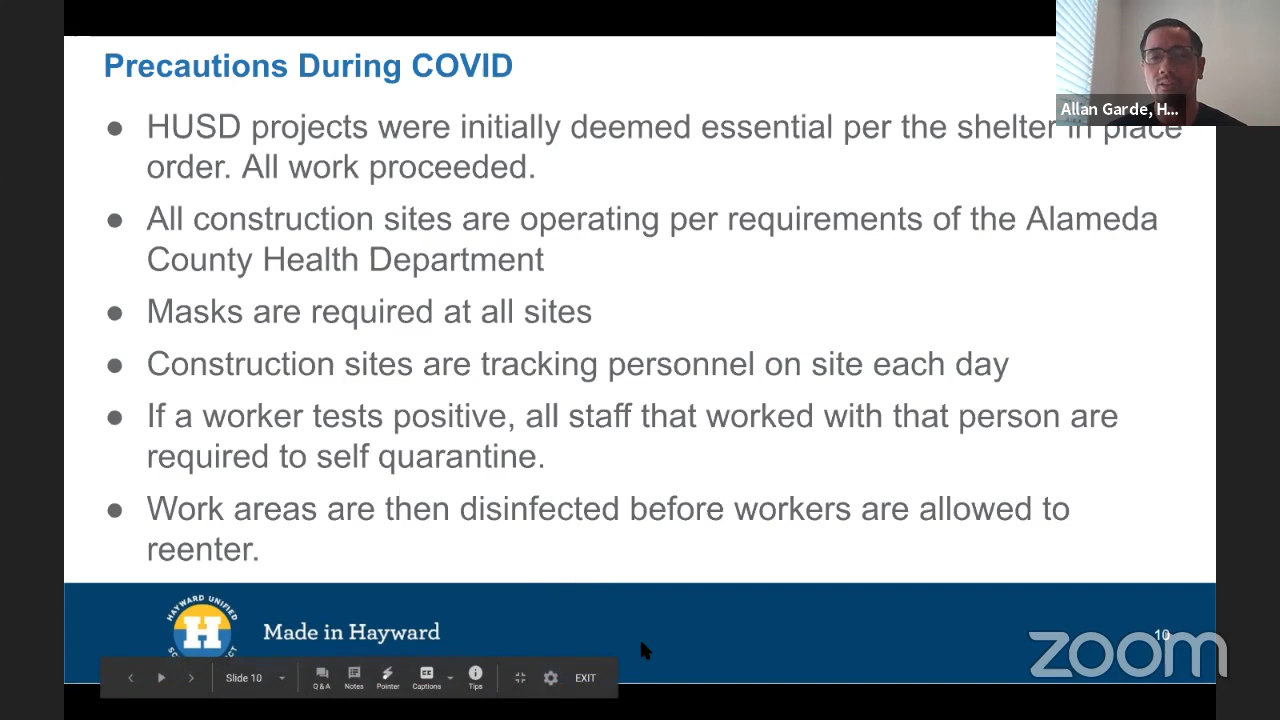 Precautions During COVID
Allan Garde, H...
● HUSD projects were initially deemed essential per the shelter in place
order. All work proceeded.
● All construction sites are operating per requirements of the Alameda
County Health Department
● Masks are required at all sites
● Construction sites are tracking personnel on site each day
● If a worker tests positive, all staff that worked with that person are
required to self quarantine.
● Work areas are then disinfected before workers are allowed to
reenter.
HAYWARD UNIFIED
H
Made in Hayward
10
zoom
Slide 10
Q & A
Notes
Pointer
CC
Captions
Tips
EXIT